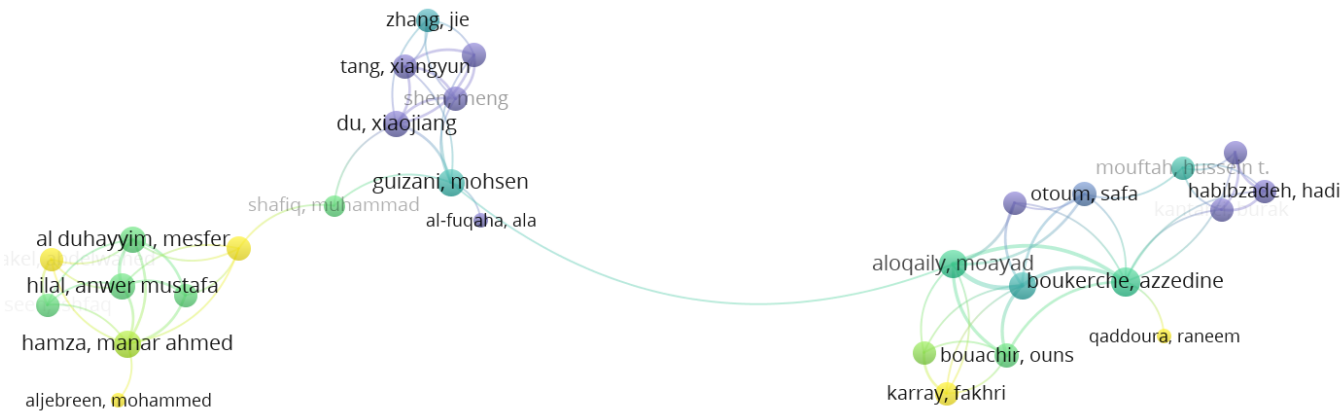 zhang, jie
tang, xiangyun
shen, meng
du, xiaojiang
mouftah, hussein t.
guizani, mohsen
otoum, safa
habibzadeh, hadi
shafiq, muhammad
burak
al-fuqaha, ala
al duhayyim, mesfer
aloqaily, moayad
hilal, anwer mustafa
boukerche, azzedine
hamza, manar ahmed
qaddoura, raneem
bouachir, ouns
karray, fakhri
aljebreen, mohammed